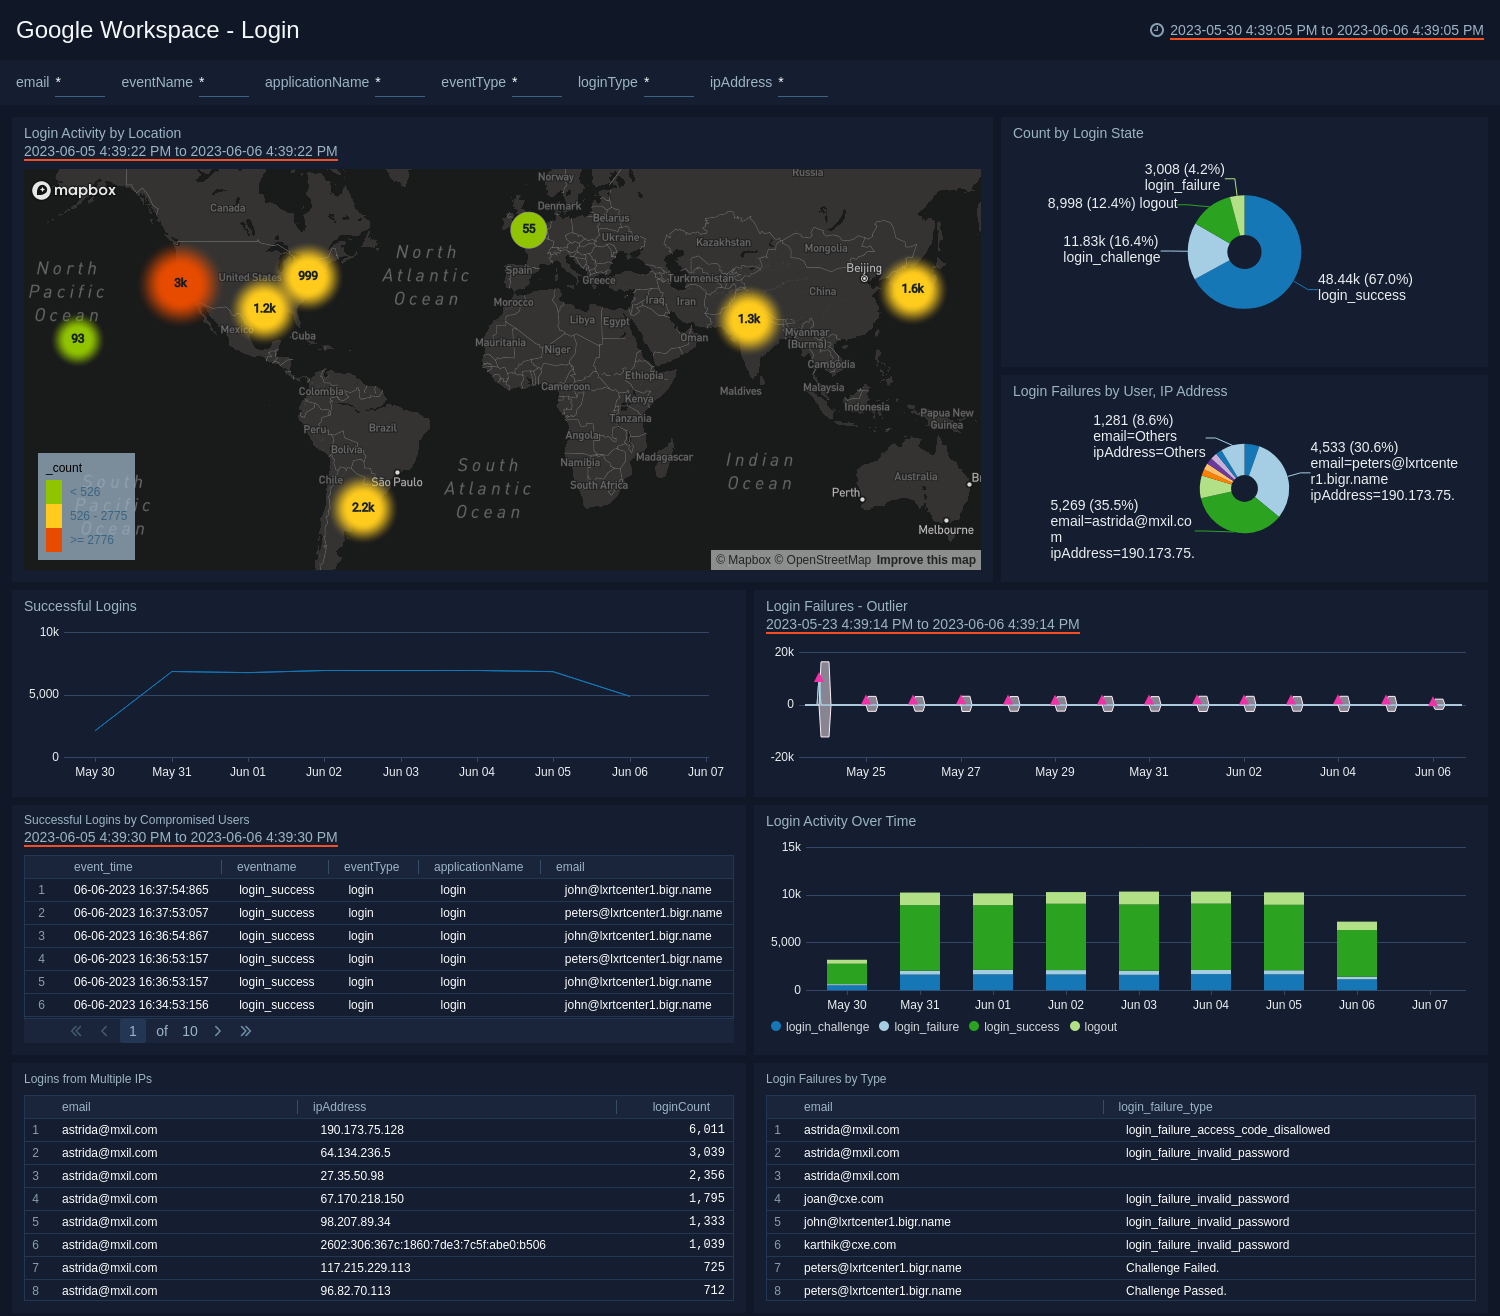 Google Workspace - Login
2023-05-30 4:39:05 PM to 2023-06-06 4:39:05 PM
email * eventName * applicationName * eventType * loginType * ipAddress *
Login Activity by Location
2023-06-05 4:39:22 PM to 2023-06-06 4:39:22 PM
mapbox
Norway
Russia
Canada
Denmark
Belarus
Ukraine
Kazakhstan
Mongolia
North
Atlantic
Ocean
North
Pacific
Ocean
United States
Spain
Greece
Turkmenistan
Beijing
China
Morocco
Iraq
Iran
Libya
Egypt
Mexico
Cuba
Oman
Myanmar
(Burma)
Mauritania
Niger
Cambodia
Colombia
Cameroon
Ethiopia
Kenya
Maldives
Malaysia
Indonesia
Papua New
Guinea
Peru
Brazil
Tanzania
Angola
Bolivia
Namibia
Madagascar
Chile
São Paulo
South Africa
South
Atlantic
Ocean
Indian
Ocean
Australia
Perth
B
Melbourne
South
Pacific
Ocean
55
3k
999
1.2k
93
1.3k
1.6k
2.2k
_count
< 526
526 - 2775
>= 2776
© Mapbox © OpenStreetMap Improve this map
Count by Login State
3,008 (4.2%)
login_failure
8,998 (12.4%) logout
11.83k (16.4%)
login_challenge
48.44k (67.0%)
login_success
Login Failures by User, IP Address
1,281 (8.6%)
email=Others
ipAddress=Others
4,533 (30.6%)
email=peters@lxrtcente
r1.bigr.name
ipAddress=190.173.75.
5,269 (35.5%)
email=astrida@mxil.co
m
ipAddress=190.173.75.
Successful Logins
10k
5,000
0
May 30 May 31 Jun 01 Jun 02 Jun 03 Jun 04 Jun 05 Jun 06 Jun 07
Login Failures - Outlier
2023-05-23 4:39:14 PM to 2023-06-06 4:39:14 PM
20k
0
-20k
May 25 May 27 May 29 May 31 Jun 02 Jun 04 Jun 06
Successful Logins by Compromised Users
2023-06-05 4:39:30 PM to 2023-06-06 4:39:30 PM
event_time eventname eventType applicationName email
1 06-06-2023 16:37:54:865 login_success login login john@lxrtcenter1.bigr.name
2 06-06-2023 16:37:53:057 login_success login login peters@lxrtcenter1.bigr.name
3 06-06-2023 16:36:54:867 login_success login login john@lxrtcenter1.bigr.name
4 06-06-2023 16:36:53:157 login_success login login peters@lxrtcenter1.bigr.name
5 06-06-2023 16:36:53:157 login_success login login john@lxrtcenter1.bigr.name
6 06-06-2023 16:34:53:156 login_success login login john@lxrtcenter1.bigr.name
1 of 10
Login Activity Over Time
15k
10k
5,000
0
May 30 May 31 Jun 01 Jun 02 Jun 03 Jun 04 Jun 05 Jun 06 Jun 07
login_challenge login_failure login_success logout
Logins from Multiple IPs
email ipAddress loginCount
1 astrida@mxil.com 190.173.75.128 6,011
2 astrida@mxil.com 64.134.236.5 3,039
3 astrida@mxil.com 27.35.50.98 2,356
4 astrida@mxil.com 67.170.218.150 1,795
5 astrida@mxil.com 98.207.89.34 1,333
6 astrida@mxil.com 2602:306:367c:1860:7de3:7c5f:abe0:b506 1,039
7 astrida@mxil.com 117.215.229.113 725
8 astrida@mxil.com 96.82.70.113 712
Login Failures by Type
email login_failure_type
1 astrida@mxil.com login_failure_access_code_disallowed
2 astrida@mxil.com login_failure_invalid_password
3 astrida@mxil.com
4 joan@cxe.com login_failure_invalid_password
5 john@lxrtcenter1.bigr.name login_failure_invalid_password
6 karthik@cxe.com login_failure_invalid_password
7 peters@lxrtcenter1.bigr.name Challenge Failed.
8 peters@lxrtcenter1.bigr.name Challenge Passed.